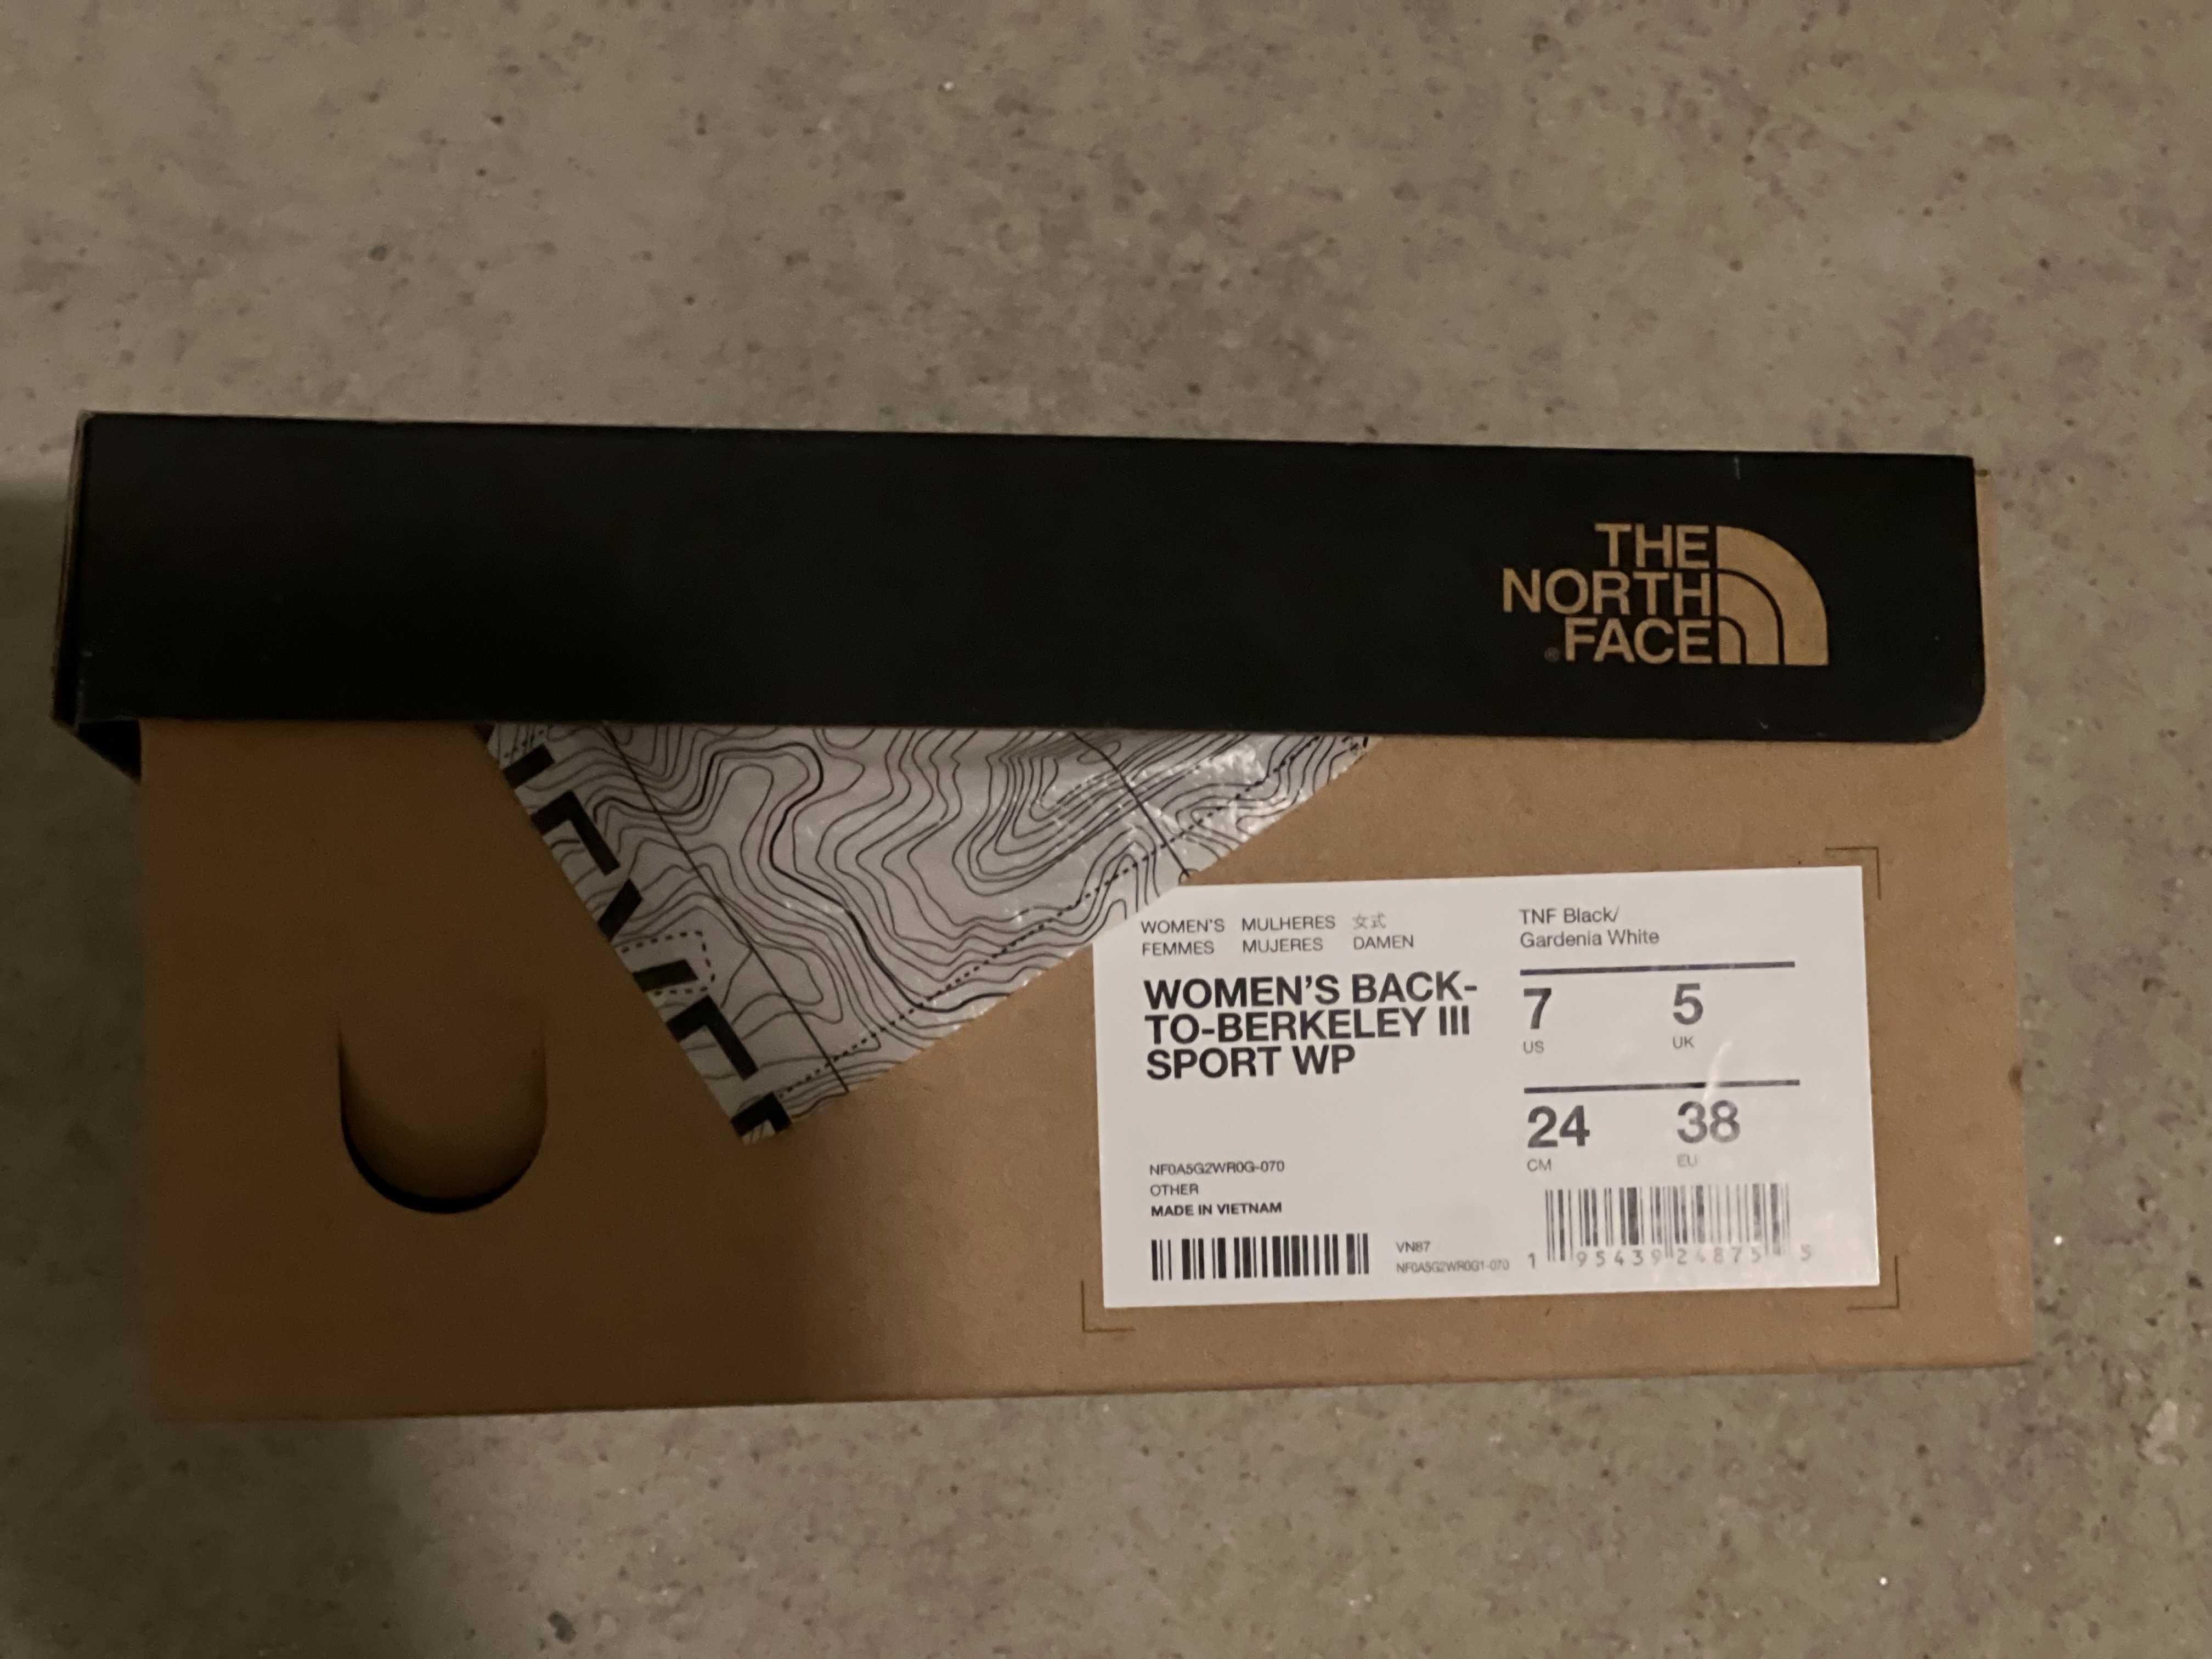 THE
NORTH
® FACE
WOMEN'S MULHERES 女式
FEMMES MUJERES DAMEN
WOMEN'S BACK-
TO-BERKELEY III
SPORT WP
NF0A5G2WR0G-070
OTHER
MADE IN VIETNAM
VN87
NF0A5G2WR0G1-070
TNF Black/
Gardenia White
7 5
US UK
24 38
CM EU
1 95439 24875 5